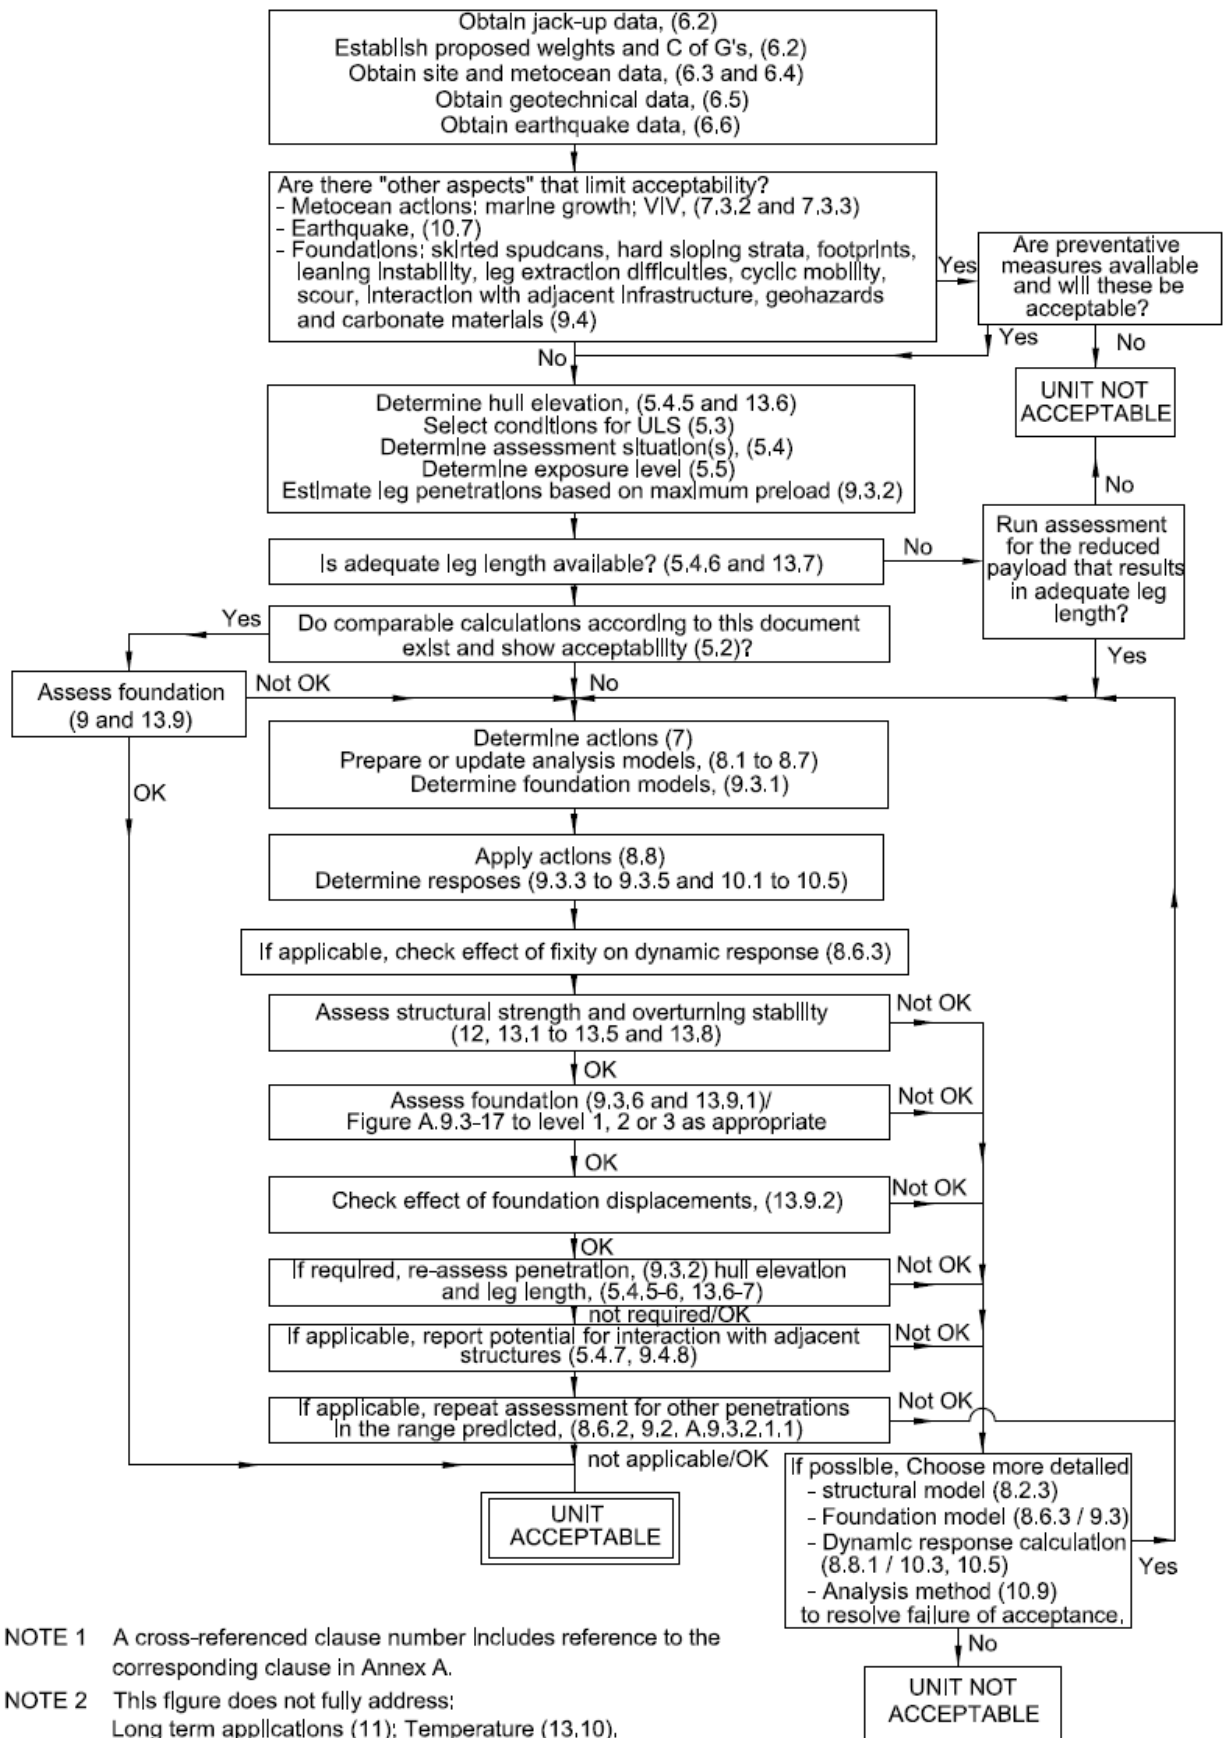 Obtain jack-up data, (6.2)
Establish proposed weights and C of G's, (6.2)
Obtain site and metocean data, (6.3 and 6.4)
Obtain geotechnical data, (6.5)
Obtain earthquake data, (6.6)
Are there "other aspects" that limit acceptability?
- Metocean actions; marine growth; VIV, (7.3.2 and 7.3.3)
- Earthquake, (10.7)
- Foundations; skirted spudcans, hard sloping strata, footprints,
leaning instability, leg extraction difficulties, cyclic mobility,
scour, interaction with adjacent infrastructure, geohazards
and carbonate materials (9.4)
Yes
Are preventative
measures available
and will these be
acceptable?
Yes
No
No
UNIT NOT
ACCEPTABLE
Determine hull elevation, (5.4.5 and 13.6)
Select conditions for ULS (5.3)
Determine assessment situation(s), (5.4)
Determine exposure level (5.5)
Estimate leg penetrations based on maximum preload (9.3.2)
No
Is adequate leg length available? (5.4.6 and 13.7)
No
Run assessment
for the reduced
payload that results
in adequate leg
length?
Yes
Yes
Do comparable calculations according to this document
exist and show acceptability (5.2)?
Assess foundation
(9 and 13.9)
Not OK
No
OK
Determine actions (7)
Prepare or update analysis models, (8.1 to 8.7)
Determine foundation models, (9.3.1)
Apply actions (8.8)
Determine resposes (9.3.3 to 9.3.5 and 10.1 to 10.5)
If applicable, check effect of fixity on dynamic response (8.6.3)
Assess structural strength and overturning stability
(12, 13.1 to 13.5 and 13.8)
Not OK
OK
Assess foundation (9.3.6 and 13.9.1)/
Figure A.9.3-17 to level 1, 2 or 3 as appropriate
Not OK
OK
Check effect of foundation displacements, (13.9.2)
Not OK
OK
If required, re-assess penetration, (9.3.2) hull elevation
and leg length, (5.4.5-6, 13.6-7)
Not OK
not required/OK
If applicable, report potential for interaction with adjacent
structures (5.4.7, 9.4.8)
Not OK
If applicable, repeat assessment for other penetrations
in the range predicted, (8.6.2, 9.2, A.9.3.2.1.1)
Not OK
not applicable/OK
UNIT
ACCEPTABLE
If possible, Choose more detailed
- structural model (8.2.3)
- Foundation model (8.6.3 / 9.3)
- Dynamic response calculation
(8.8.1 / 10.3, 10.5)
- Analysis method (10.9)
to resolve failure of acceptance.
Yes
No
UNIT NOT
ACCEPTABLE
NOTE 1 A cross-referenced clause number includes reference to the
corresponding clause in Annex A.
NOTE 2 This figure does not fully address:
Long term applications (11); Temperature (13.10).